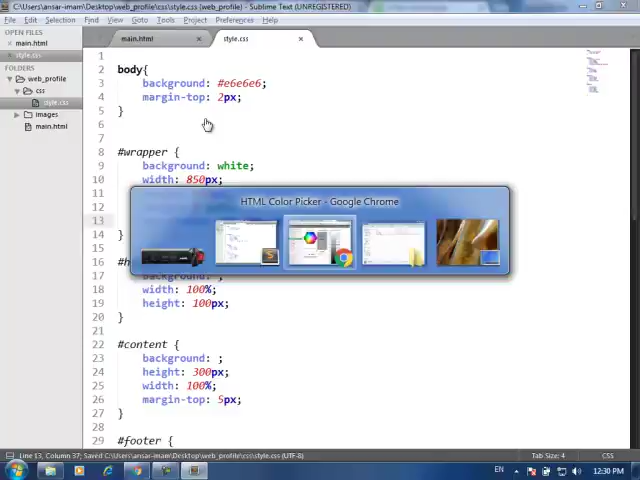 C:\Users\ansar-imam\Desktop\web_profile\css\style.css (web_profile) - Sublime Text (UNREGISTERED)
File Edit Selection Find View Goto Tools Project Preferences Help
OPEN FILES
main.html
style.css
FOLDERS
web_profile
css
style.css
images
main.html
main.html ×
style.css ×
1
2 body{
3 background: #e6e6e6;
4 margin-top: 2px;
5 }
6
7
8 #wrapper {
9 background: white;
10 width: 850px;
11
12
13
14 }
HTML Color Picker - Google Chrome
16 #h
17
18 width: 100%;
19 height: 100px;
20 }
21
22 #content {
23 background: ;
24 height: 300px;
25 width: 100%;
26 margin-top: 5px;
27 }
28
29 #footer {
Line 13, Column 37; Saved C:\Users\ansar-imam\Desktop\web_profile\css\style.css (UTF-8)
Tab Size: 4
CSS
EN
12:30 PM